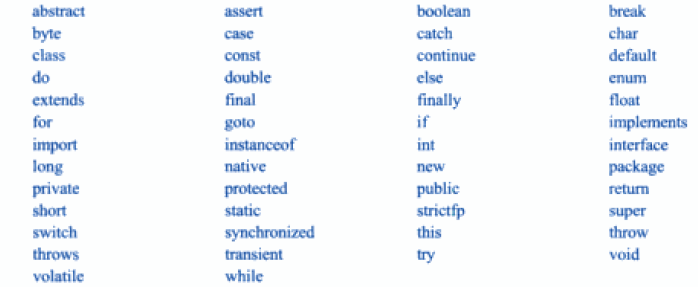 abstract assert boolean break
byte case catch char
class const continue default
do double else enum
extends final finally float
for goto if implements
import instanceof int interface
long native new package
private protected public return
short static strictfp super
switch synchronized this throw
throws transient try void
volatile while